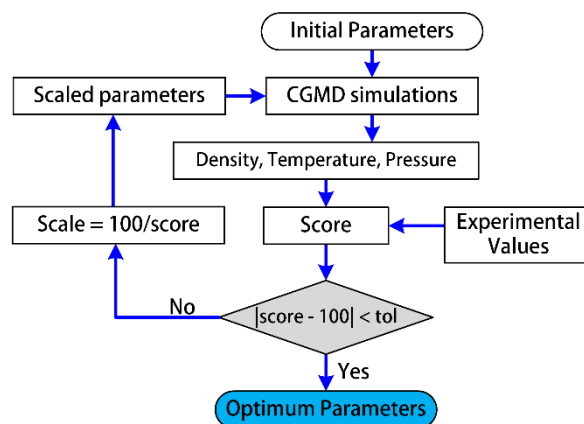 Initial Parameters
Scaled parameters
CGMD simulations
Density, Temperature, Pressure
Scale = 100/score
Score
Experimental
Values
No
|score - 100| < tol
Yes
Optimum Parameters